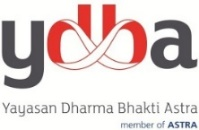 ydba
Yayasan Dharma Bhakti Astra
member of ASTRA